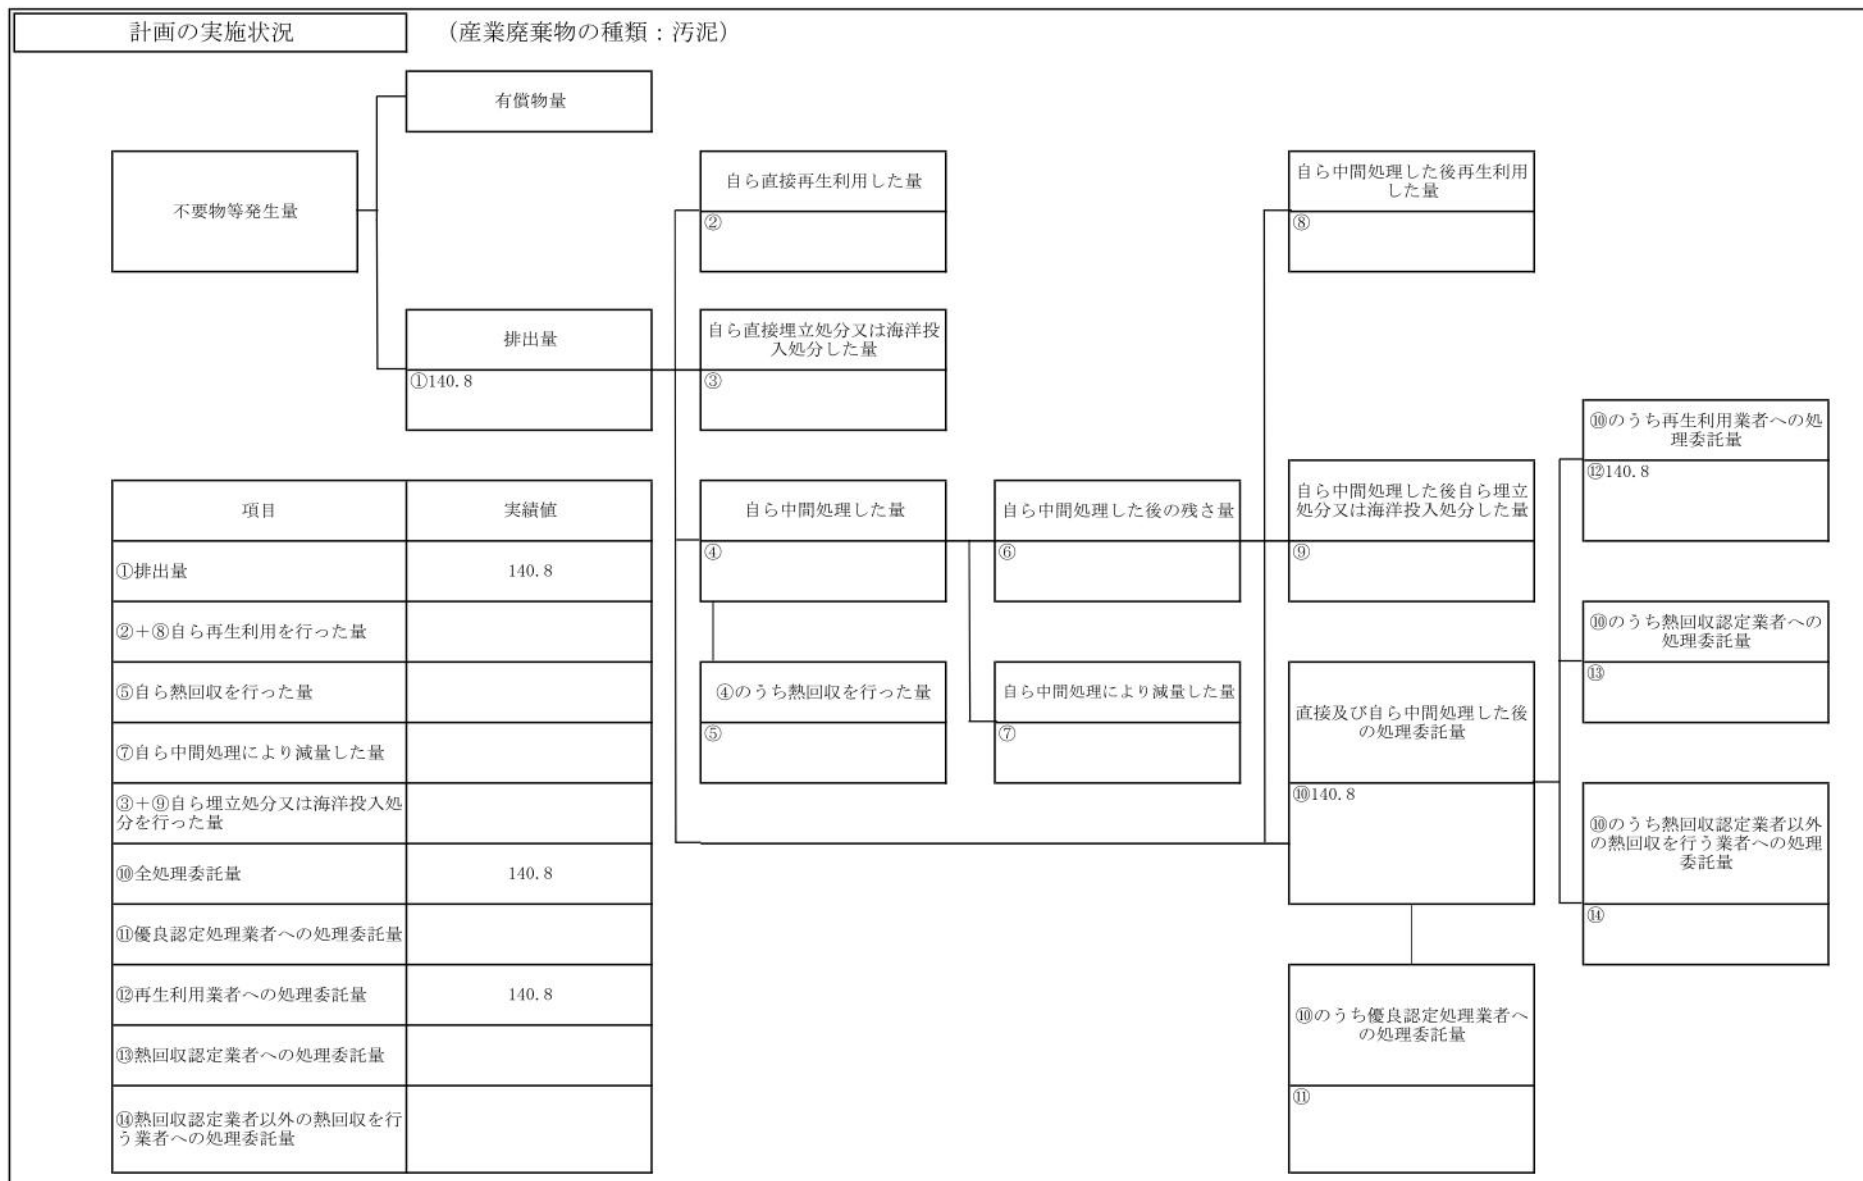 計画の実施状況
(産業廃棄物の種類：汚泥)
有償物量
不要物等発生量
排出量
①140.8
自ら直接再生利用した量
②
自ら直接埋立処分又は海洋投
入処分した量
③
自ら中間処理した後再生利用
した量
⑧
自ら中間処理した量
④
④のうち熱回収を行った量
⑤
自ら中間処理した後の残さ量
⑥
自ら中間処理により減量した量
⑦
自ら中間処理した後自ら埋立
処分又は海洋投入処分した量
⑨
直接及び自ら中間処理した後
の処理委託量
⑩140.8
⑩のうち優良認定処理業者へ
の処理委託量
⑪
⑩のうち再生利用業者への処
理委託量
⑫140.8
⑩のうち熱回収認定業者への
処理委託量
⑬
⑩のうち熱回収認定業者以外
の熱回収を行う業者への処理
委託量
⑭
項目 実績値
①排出量 140.8
②＋⑧自ら再生利用を行った量
⑤自ら熱回収を行った量
⑦自ら中間処理により減量した量
③＋⑨自ら埋立処分又は海洋投入処
分を行った量
⑩全処理委託量 140.8
⑪優良認定処理業者への処理委託量
⑫再生利用業者への処理委託量 140.8
⑬熱回収認定業者への処理委託量
⑭熱回収認定業者以外の熱回収を行
う業者への処理委託量